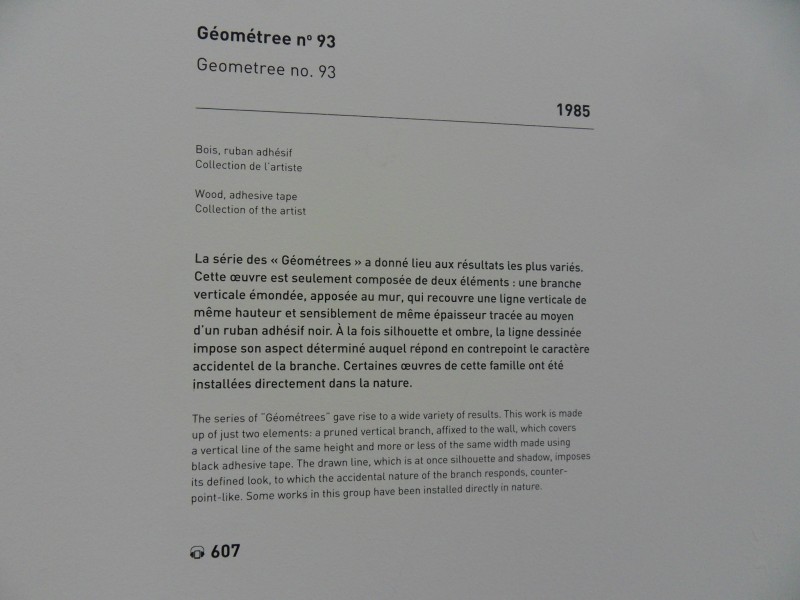 Géométree nº 93
Geometree no. 93
1985
Bois, ruban adhésif
Collection de l'artiste
Wood, adhesive tape
Collection of the artist
La série des « Géométrees » a donné lieu aux résultats les plus variés.
Cette œuvre est seulement composée de deux éléments : une branche
verticale émondée, apposée au mur, qui recouvre une ligne verticale de
même hauteur et sensiblement de même épaisseur tracée au moyen
d'un ruban adhésif noir. À la fois silhouette et ombre, la ligne dessinée
impose son aspect déterminé auquel répond en contrepoint le caractère
accidentel de la branche. Certaines œuvres de cette famille ont été
installées directement dans la nature.
The series of "Géométrees" gave rise to a wide variety of results. This work is made
up of just two elements: a pruned vertical branch, affixed to the wall, which covers
a vertical line of the same height and more or less of the same width made using
black adhesive tape. The drawn line, which is at once silhouette and shadow, imposes
its defined look, to which the accidental nature of the branch responds, counter-
point-like. Some works in this group have been installed directly in nature.
607